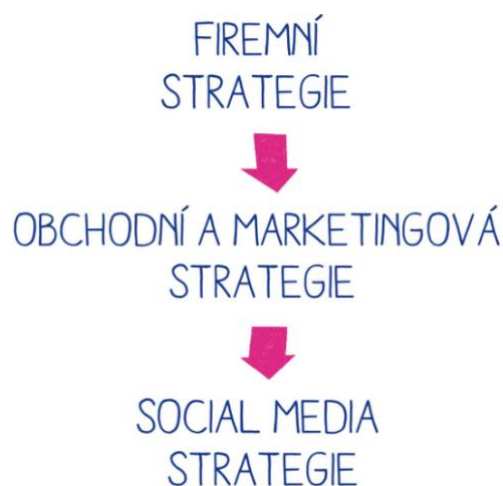 FIREMNÍ
STRATEGIE
OBCHODNÍ A MARKETINGOVÁ
STRATEGIE
SOCIAL MEDIA
STRATEGIE